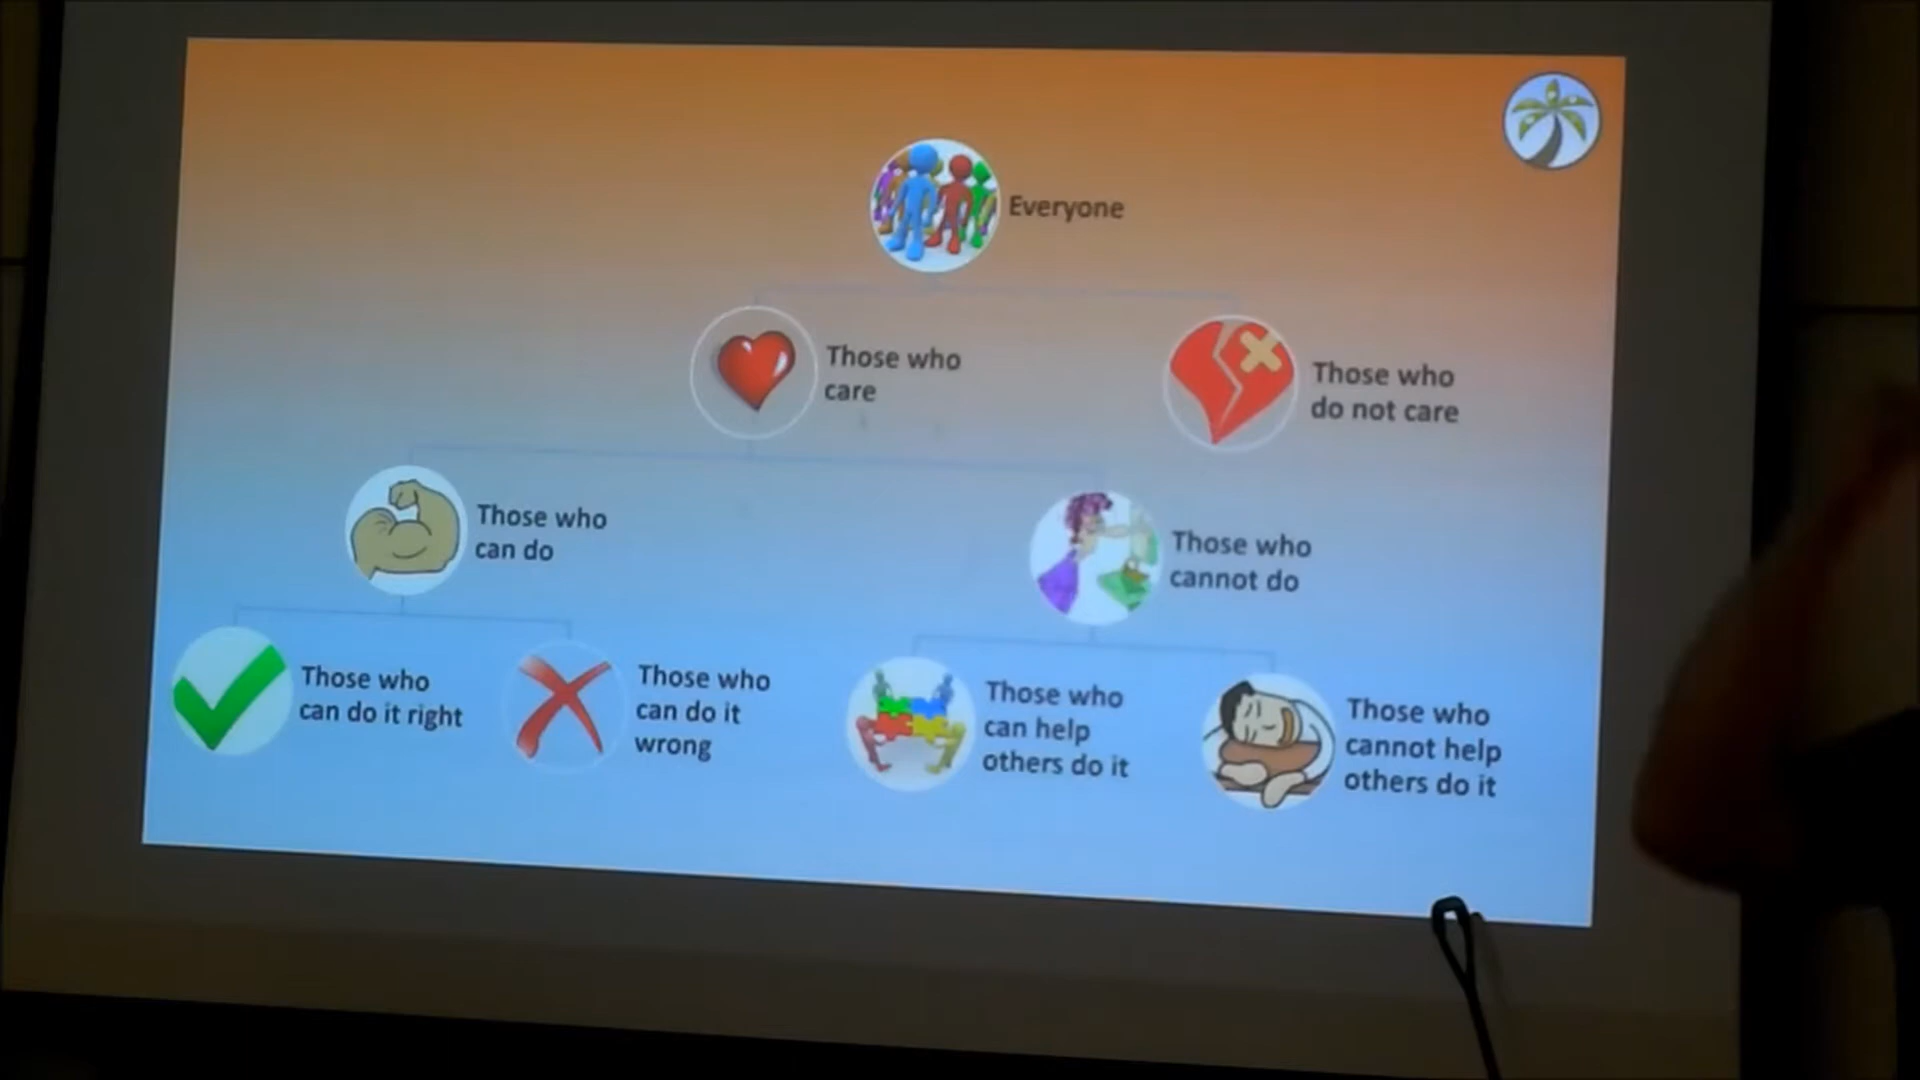 Everyone
Those who
care
Those who
do not care
Those who
can do
Those who
cannot do
Those who
can do it right
Those who
can do it
wrong
Those who
can help
others do it
Those who
cannot help
others do it